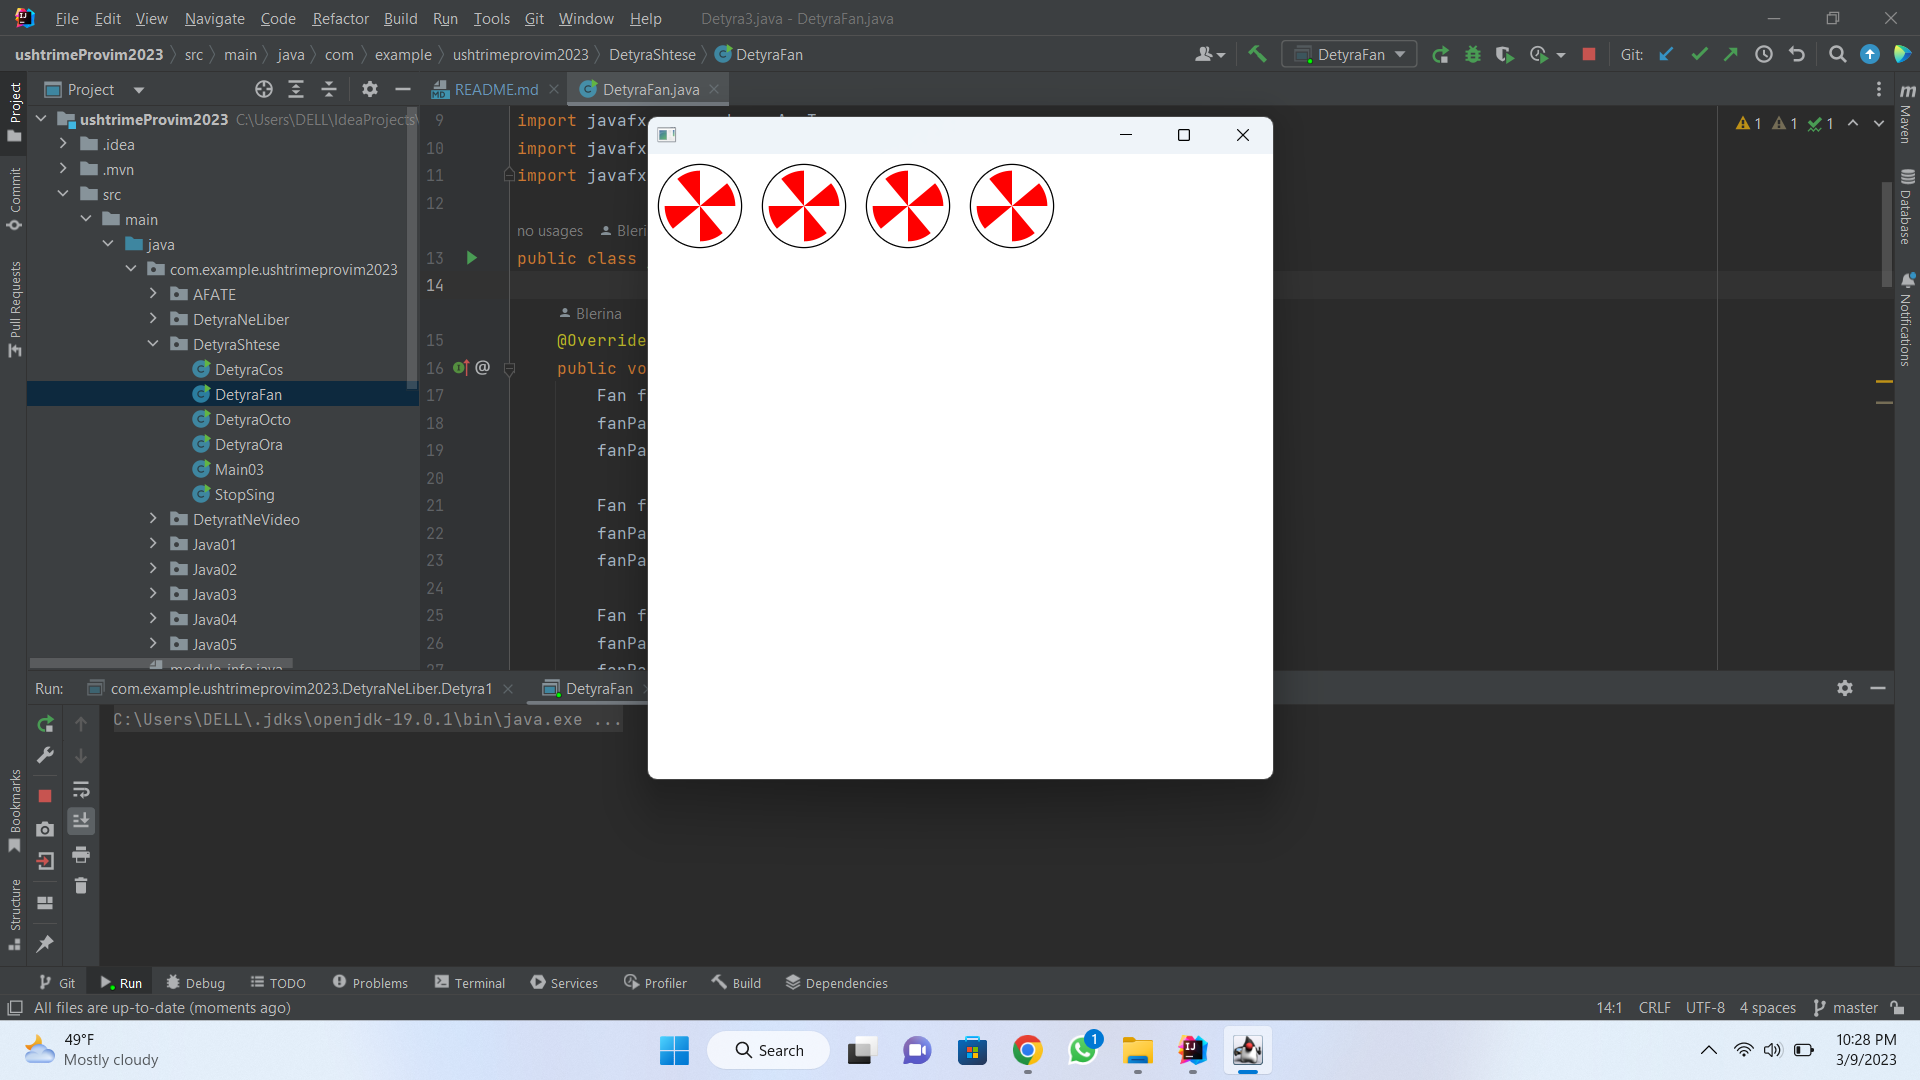 File Edit View Navigate Code Refactor Build Run Tools Git Window Help Detyra3.java - DetyraFan.java
ushtrimeProvim2023 src main java com example ushtrimeprovim2023 DetyraShtese DetyraFan
DetyraFan
Git:
Project
README.md
DetyraFan.java
ushtrimeProvim2023 C:\Users\DELL\IdeaProjects\
.idea
.mvn
src
main
java
com.example.ushtrimeprovim2023
AFATE
DetyraNeLiber
DetyraShtese
DetyraCos
DetyraFan
DetyraOcto
DetyraOra
Main03
StopSing
DetyratNeVideo
Java01
Java02
Java03
Java04
Java05
module-info.java
9 import javafx
10 import javafx
11 import javafx
12
no usages Bleri
13 public class
14
Blerina
15 @Override
16 public vo
17 Fan f
18 fanPa
19 fanPa
20
21 Fan f
22 fanPa
23 fanPa
24
25 Fan f
26 fanPa
27 fanPa
1 1 1
Project
Commit
Pull Requests
Bookmarks
Structure
Maven
Database
Notifications
Run: com.example.ushtrimeprovim2023.DetyraNeLiber.Detyra1 DetyraFan
C:\Users\DELL\.jdks\openjdk-19.0.1\bin\java.exe ...
Git Run Debug TODO Problems Terminal Services Profiler Build Dependencies
All files are up-to-date (moments ago)
14:1 CRLF UTF-8 4 spaces master
49°F
Mostly cloudy
Search
1
10:28 PM
3/9/2023